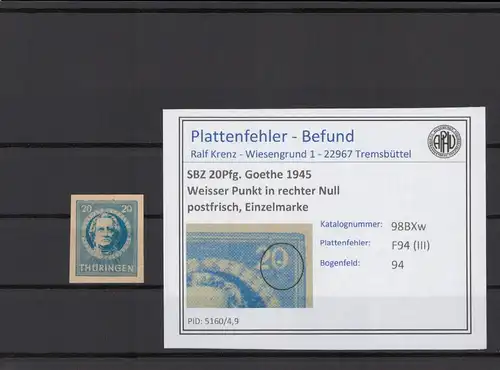 Plattenfehler - Befund
Ralf Krenz - Wiesengrund 1 - 22967 Tremsbüttel
SBZ 20Pfg. Goethe 1945
Weisser Punkt in rechter Null
postfrisch, Einzelmarke
Katalognummer: 98BXw
Plattenfehler: F94 (III)
Bogenfeld: 94
20
PID: 5160/4,9
20 20
THÜRINGEN